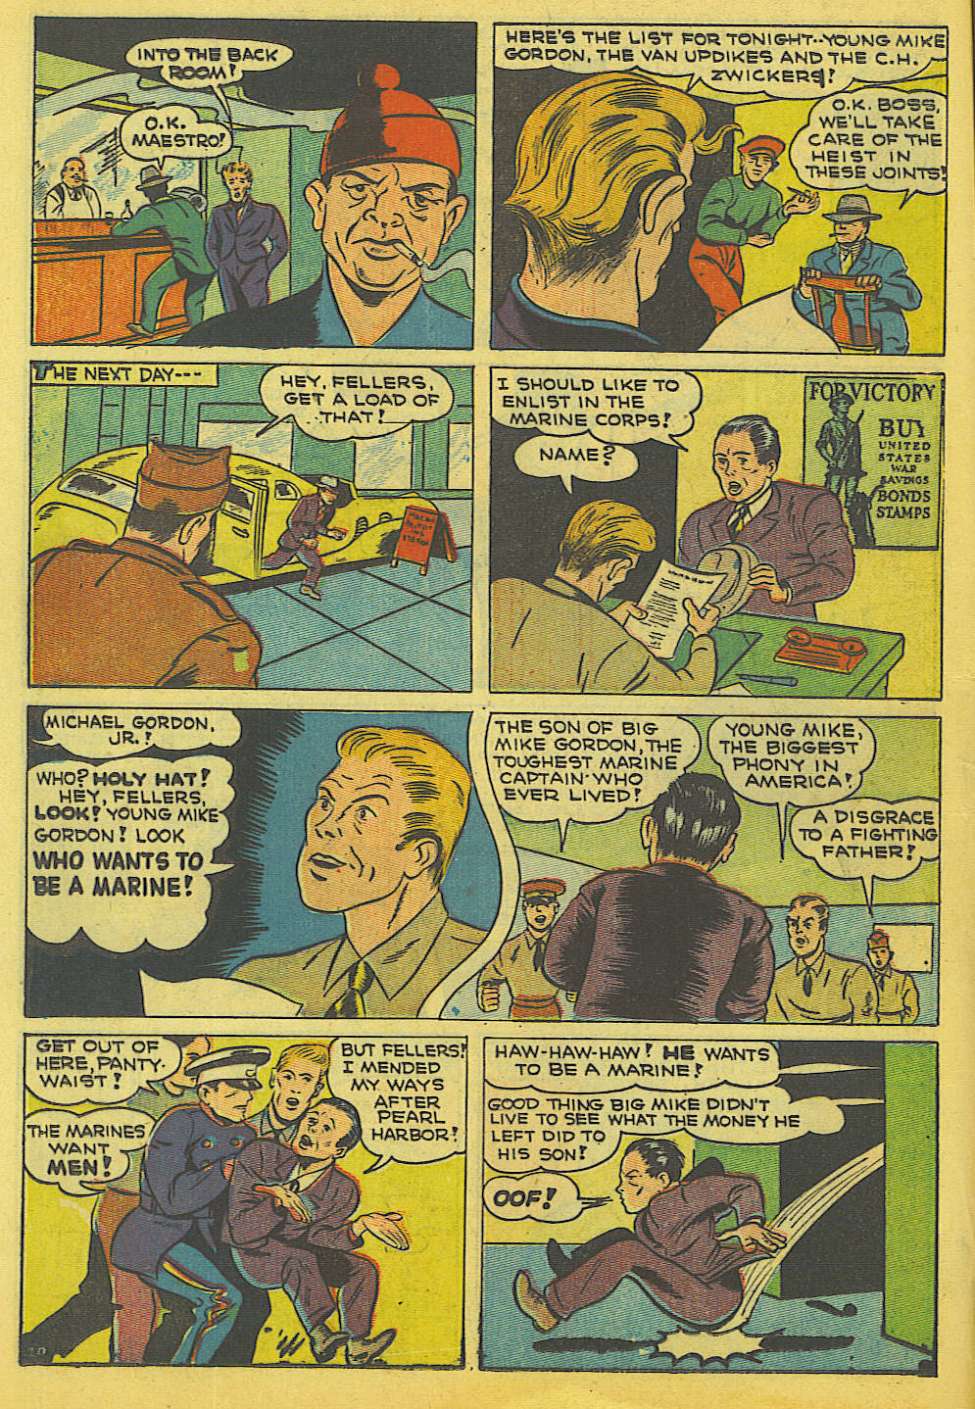 INTO THE BACK
ROOM!
O.K.
MAESTRO!
HERE'S THE LIST FOR TONIGHT--YOUNG MIKE
GORDON, THE VAN UPDIKES AND THE C.H.
ZWICKERS!
O.K. BOSS,
WE'LL TAKE
CARE OF THE
HEIST IN
THESE JOINTS!
THE NEXT DAY---
HEY, FELLERS,
GET A LOAD OF
THAT!
I SHOULD LIKE TO
ENLIST IN THE
MARINE CORPS!
NAME?
FOR VICTORY
BUY
UNITED
STATES
WAR
SAVINGS
BONDS
STAMPS
MICHAEL GORDON,
JR.!
WHO? HOLY HAT!
HEY, FELLERS,
LOOK! YOUNG MIKE
GORDON! LOOK
WHO WANTS TO
BE A MARINE!
THE SON OF BIG
MIKE GORDON, THE
TOUGHEST MARINE
CAPTAIN WHO
EVER LIVED!
YOUNG MIKE,
THE BIGGEST
PHONY IN
AMERICA!
A DISGRACE
TO A FIGHTING
FATHER!
GET OUT OF
HERE, PANTY-
WAIST!
THE MARINES
WANT
MEN!
BUT FELLERS!
I MENDED
MY WAYS
AFTER
PEARL
HARBOR!
HAW-HAW-HAW! HE WANTS
TO BE A MARINE!
GOOD THING BIG MIKE DIDN'T
LIVE TO SEE WHAT THE MONEY HE
LEFT DID TO
HIS SON!
OOF!